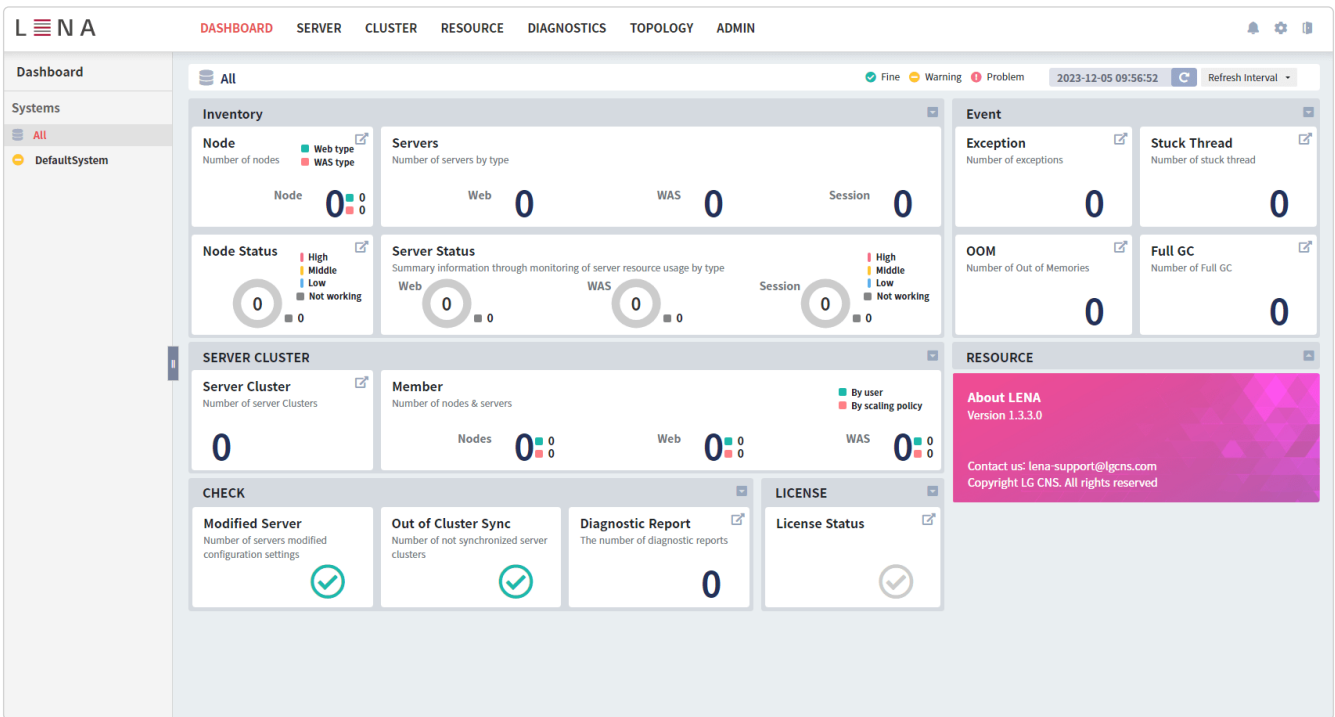 LENA
DASHBOARD SERVER CLUSTER RESOURCE DIAGNOSTICS TOPOLOGY ADMIN
Dashboard
Systems
All
DefaultSystem
All
Fine Warning Problem 2023-12-05 09:56:52 Refresh Interval
Inventory
Node
Number of nodes
Web type
WAS type
Node 0 0
0
Servers
Number of servers by type
Web 0 WAS 0 Session 0
Node Status
High
Middle
Low
Not working
0 0
Server Status
Summary information through monitoring of server resource usage by type
High
Middle
Low
Not working
Web 0 0
WAS 0 0
Session 0 0
Event
Exception
Number of exceptions
0
Stuck Thread
Number of stuck thread
0
OOM
Number of Out of Memories
0
Full GC
Number of Full GC
0
SERVER CLUSTER
Server Cluster
Number of server Clusters
0
Member
Number of nodes & servers
By user
By scaling policy
Nodes 0 0
0
Web 0 0
0
WAS 0 0
0
RESOURCE
About LENA
Version 1.3.3.0
Contact us: lena-support@lgcns.com
Copyright LG CNS. All rights reserved
CHECK
Modified Server
Number of servers modified
configuration settings
Out of Cluster Sync
Number of not synchronized server
clusters
Diagnostic Report
The number of diagnostic reports
0
LICENSE
License Status